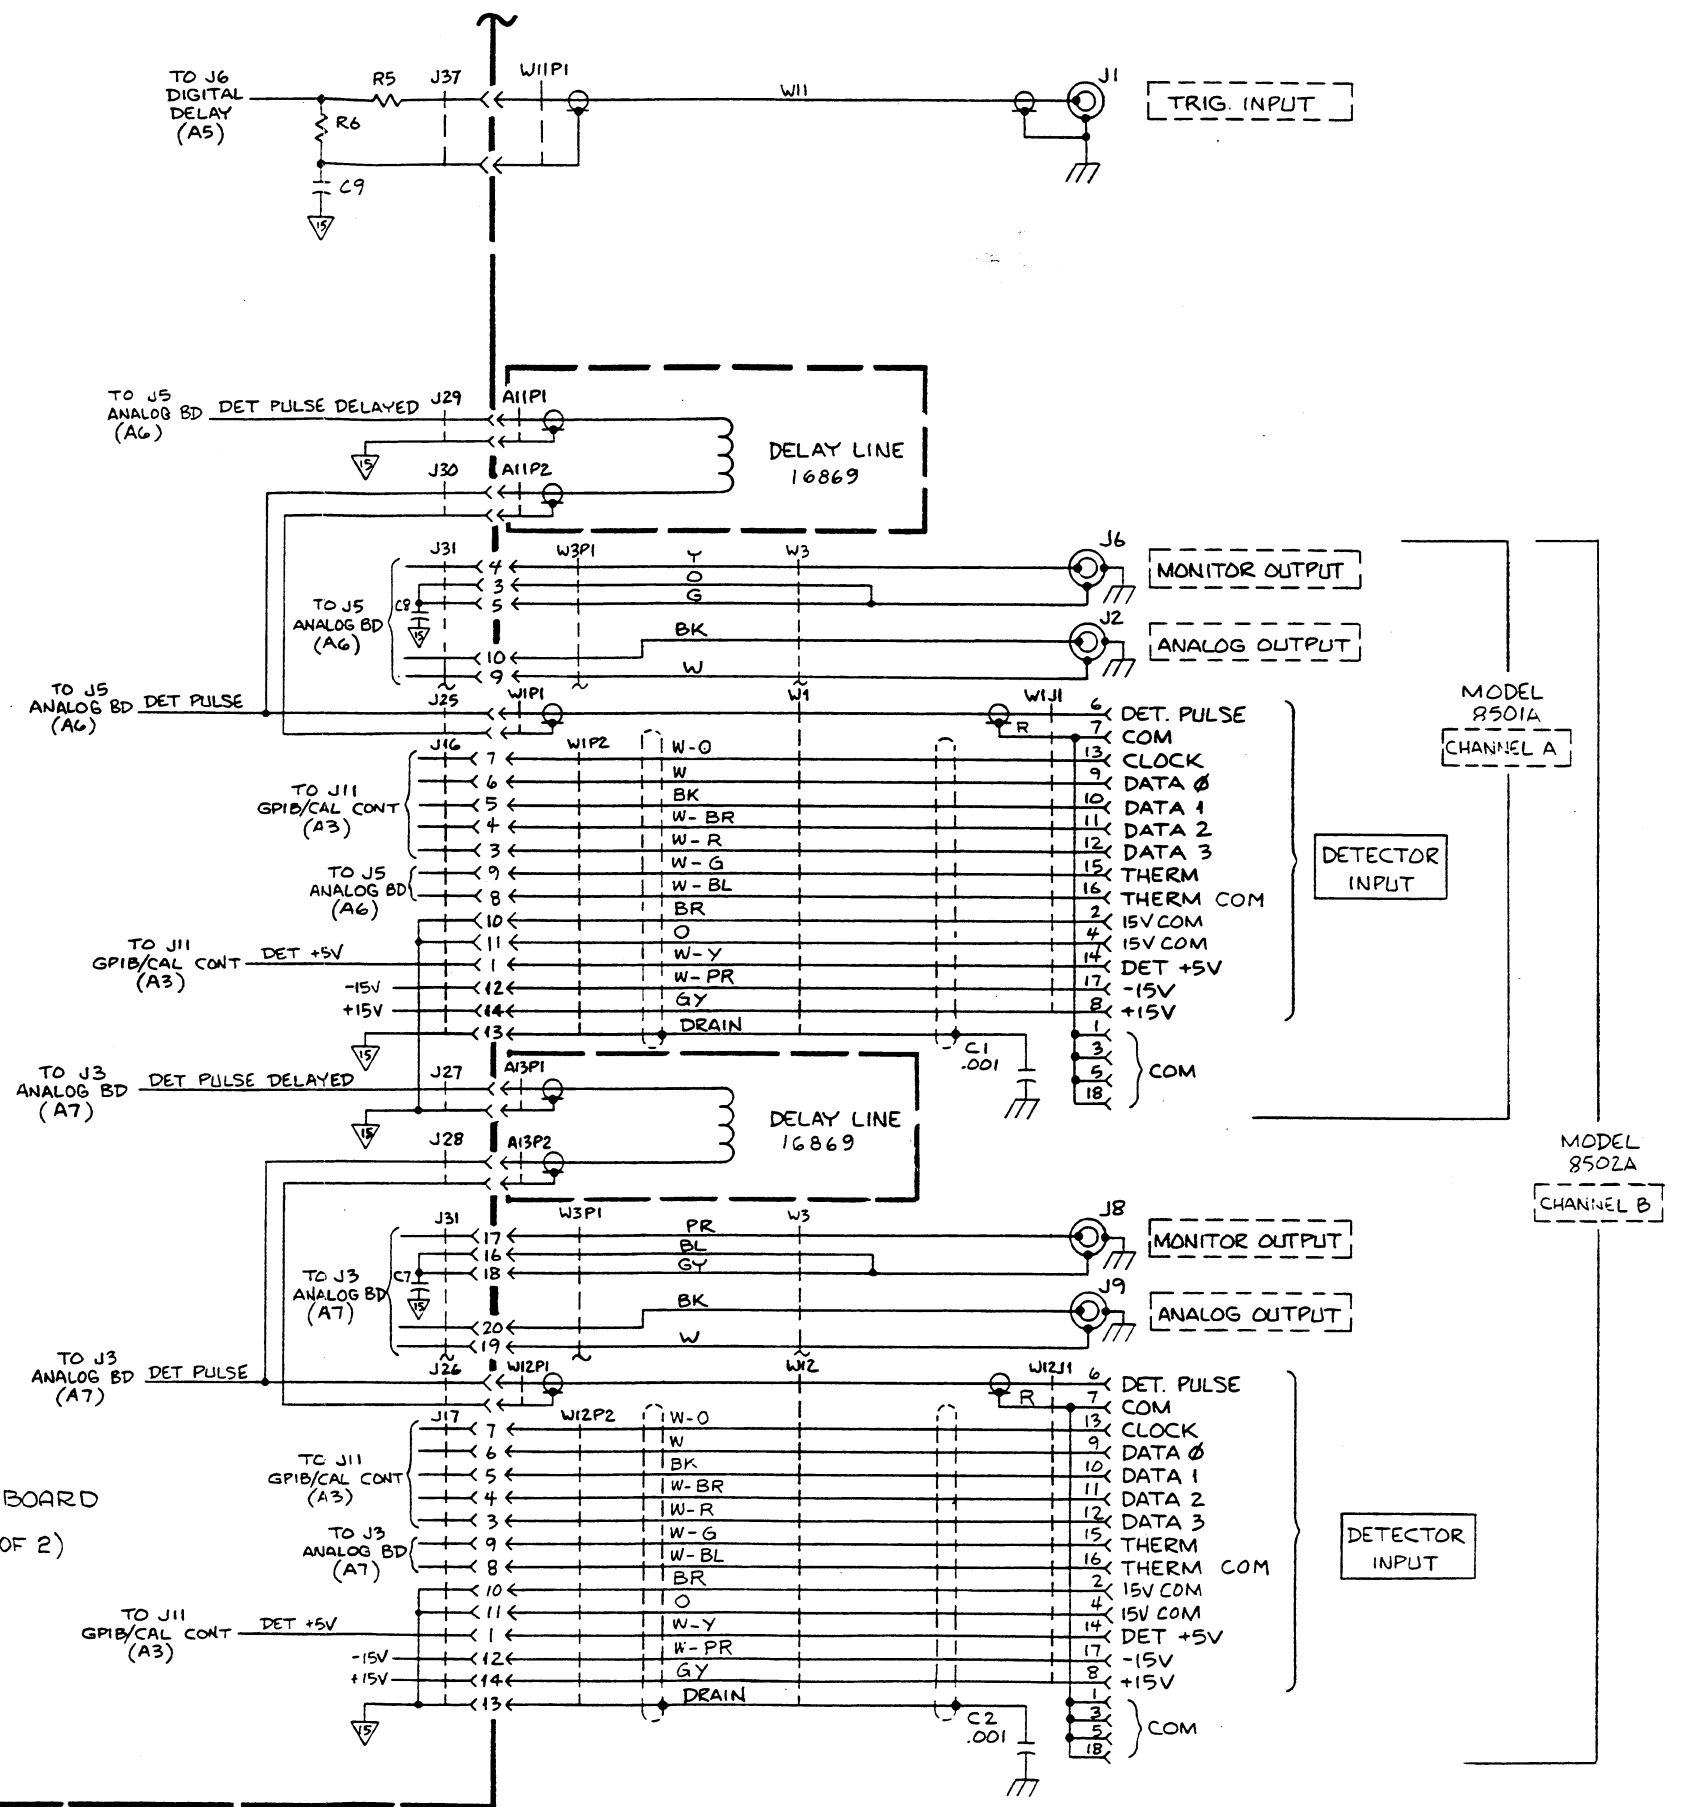 TO J6
DIGITAL
DELAY
(A5)
R5
J37
W11P1
W11
J1
TRIG. INPUT
R6
C9
15
TO J5
ANALOG BD
(A6)
DET PULSE DELAYED
J29
A11P1
15
J30
A11P2
DELAY LINE
16869
J31
W3P1
W3
J6
MONITOR OUTPUT
4
Y
3
O
5
G
C8
15
TO J5
ANALOG BD
(A6)
J2
ANALOG OUTPUT
10
BK
9
W
TO J5
ANALOG BD
(A6)
DET PULSE
J25
W1P1
W1
W1J1
6 DET. PULSE
R
7 COM
J16
W1P2
TO J11
GPIB/CAL CONT
(A3)
7 W-O 13 CLOCK
6 W 9 DATA Ø
5 BK 10 DATA 1
4 W-BR 11 DATA 2
3 W-R 12 DATA 3
TO J5
ANALOG BD
(A6)
9 W-G 15 THERM
8 W-BL 16 THERM COM
10 BR 2 15V COM
11 O 4 15V COM
TO J11
GPIB/CAL CONT
(A3)
DET +5V
1 W-Y 14 DET +5V
-15V 12 W-PR 17 -15V
+15V 14 GY 8 +15V
13 DRAIN
15
C1
.001
1
3
5
18
COM
DETECTOR
INPUT
MODEL
8501A
CHANNEL A
TO J3
ANALOG BD
(A7)
DET PULSE DELAYED
J27
A13P1
15
J28
A13P2
DELAY LINE
16869
MODEL
8502A
CHANNEL B
J31
W3P1
W3
J8
MONITOR OUTPUT
17
PR
16
BL
18
GY
C7
15
TO J3
ANALOG BD
(A7)
J9
ANALOG OUTPUT
20
BK
19
W
TO J3
ANALOG BD
(A7)
DET PULSE
J26
W12P1
W12
W12J1
6 DET. PULSE
R
7 COM
J17
W12P2
TO J11
GPIB/CAL CONT
(A3)
7 W-O 13 CLOCK
6 W 9 DATA Ø
5 BK 10 DATA 1
4 W-BR 11 DATA 2
3 W-R 12 DATA 3
BOARD
OF 2)
TO J3
ANALOG BD
(A7)
9 W-G 15 THERM
8 W-BL 16 THERM COM
10 BR 2 15V COM
11 O 4 15V COM
TO J11
GPIB/CAL CONT
(A3)
DET +5V
1 W-Y 14 DET +5V
-15V 12 W-PR 17 -15V
+15V 14 GY 8 +15V
13 DRAIN
15
C2
.001
1
3
5
18
COM
DETECTOR
INPUT